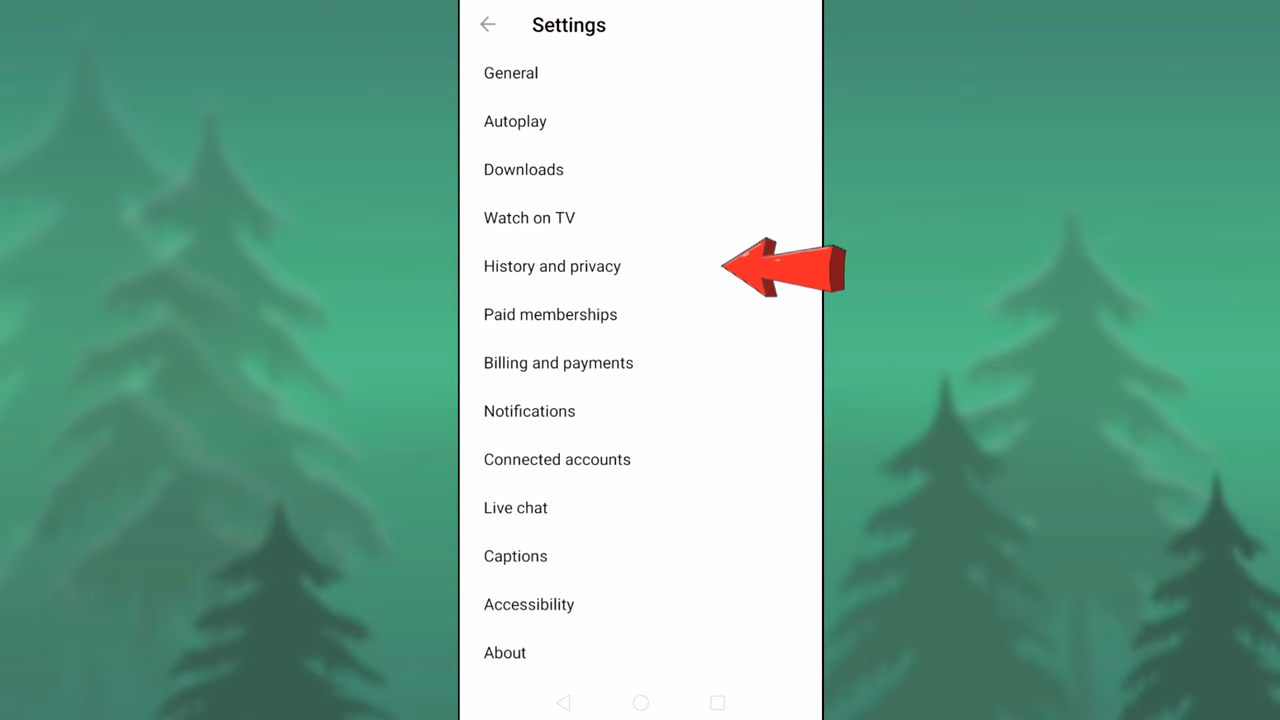 Settings
General
Autoplay
Downloads
Watch on TV
History and privacy
Paid memberships
Billing and payments
Notifications
Connected accounts
Live chat
Captions
Accessibility
About